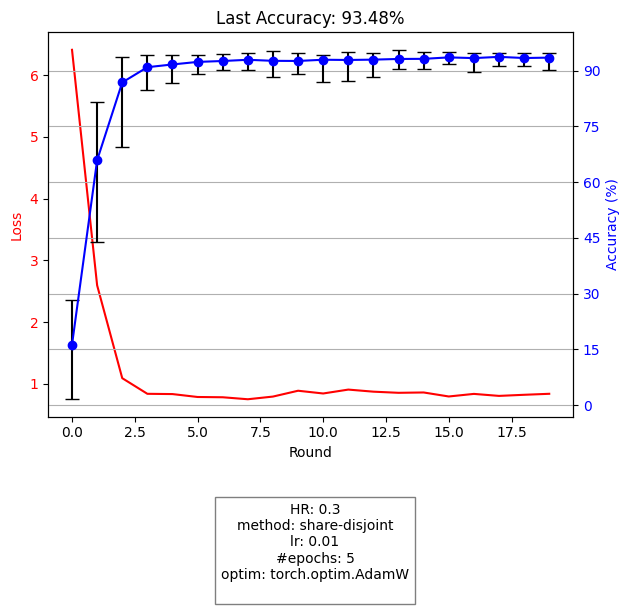 Last Accuracy: 93.48%
6
5
4
3
2
1
Loss
90
75
60
45
30
15
0
Accuracy (%)
0.0 2.5 5.0 7.5 10.0 12.5 15.0 17.5
Round
HR: 0.3
method: share-disjoint
lr: 0.01
#epochs: 5
optim: torch.optim.AdamW